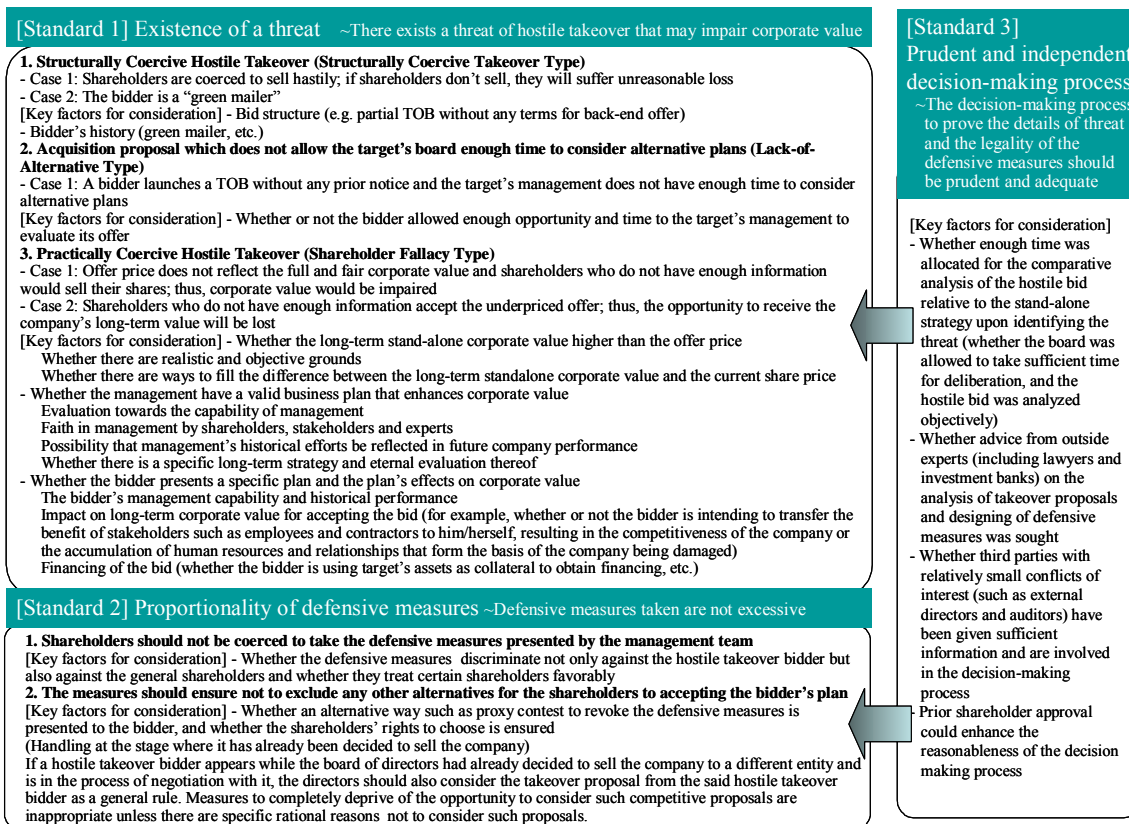 [Standard 1] Existence of a threat ~There exists a threat of hostile takeover that may impair corporate value
1. Structurally Coercive Hostile Takeover (Structurally Coercive Takeover Type)
- Case 1: Shareholders are coerced to sell hastily; if shareholders don't sell, they will suffer unreasonable loss
- Case 2: The bidder is a “green mailer”
[Key factors for consideration] - Bid structure (e.g. partial TOB without any terms for back-end offer)
- Bidder's history (green mailer, etc.)
2. Acquisition proposal which does not allow the target's board enough time to consider alternative plans (Lack-of-
Alternative Type)
- Case 1: A bidder launches a TOB without any prior notice and the target's management does not have enough time to consider
alternative plans
[Key factors for consideration] - Whether or not the bidder allowed enough opportunity and time to the target's management to
evaluate its offer
3. Practically Coercive Hostile Takeover (Shareholder Fallacy Type)
- Case 1: Offer price does not reflect the full and fair corporate value and shareholders who do not have enough information
would sell their shares; thus, corporate value would be impaired
- Case 2: Shareholders who do not have enough information accept the underpriced offer; thus, the opportunity to receive the
company's long-term value will be lost
[Key factors for consideration] - Whether the long-term stand-alone corporate value higher than the offer price
Whether there are realistic and objective grounds
Whether there are ways to fill the difference between the long-term standalone corporate value and the current share price
- Whether the management have a valid business plan that enhances corporate value
Evaluation towards the capability of management
Faith in management by shareholders, stakeholders and experts
Possibility that management's historical efforts be reflected in future company performance
Whether there is a specific long-term strategy and eternal evaluation thereof
- Whether the bidder presents a specific plan and the plan's effects on corporate value
The bidder's management capability and historical performance
Impact on long-term corporate value for accepting the bid (for example, whether or not the bidder is intending to transfer the
benefit of stakeholders such as employees and contractors to him/herself, resulting in the competitiveness of the company or
the accumulation of human resources and relationships that form the basis of the company being damaged)
Financing of the bid (whether the bidder is using target's assets as collateral to obtain financing, etc.)
[Standard 2] Proportionality of defensive measures ~Defensive measures taken are not excessive
1. Shareholders should not be coerced to take the defensive measures presented by the management team
[Key factors for consideration] - Whether the defensive measures discriminate not only against the hostile takeover bidder but
also against the general shareholders and whether they treat certain shareholders favorably
2. The measures should ensure not to exclude any other alternatives for the shareholders to accepting the bidder's plan
[Key factors for consideration] - Whether an alternative way such as proxy contest to revoke the defensive measures is
presented to the bidder, and whether the shareholders' rights to choose is ensured
(Handling at the stage where it has already been decided to sell the company)
If a hostile takeover bidder appears while the board of directors had already decided to sell the company to a different entity and
is in the process of negotiation with it, the directors should also consider the takeover proposal from the said hostile takeover
bidder as a general rule. Measures to completely deprive of the opportunity to consider such competitive proposals are
inappropriate unless there are specific rational reasons not to consider such proposals.
[Standard 3]
Prudent and independent
decision-making process
~The decision-making process
to prove the details of threat
and the legality of the
defensive measures should
be prudent and adequate
[Key factors for consideration]
- Whether enough time was
allocated for the comparative
analysis of the hostile bid
relative to the stand-alone
strategy upon identifying the
threat (whether the board was
allowed to take sufficient time
for deliberation, and the
hostile bid was analyzed
objectively)
- Whether advice from outside
experts (including lawyers and
investment banks) on the
analysis of takeover proposals
and designing of defensive
measures was sought
- Whether third parties with
relatively small conflicts of
interest (such as external
directors and auditors) have
been given sufficient
information and are involved
in the decision-making
process
- Prior shareholder approval
could enhance the
reasonableness of the decision
making process